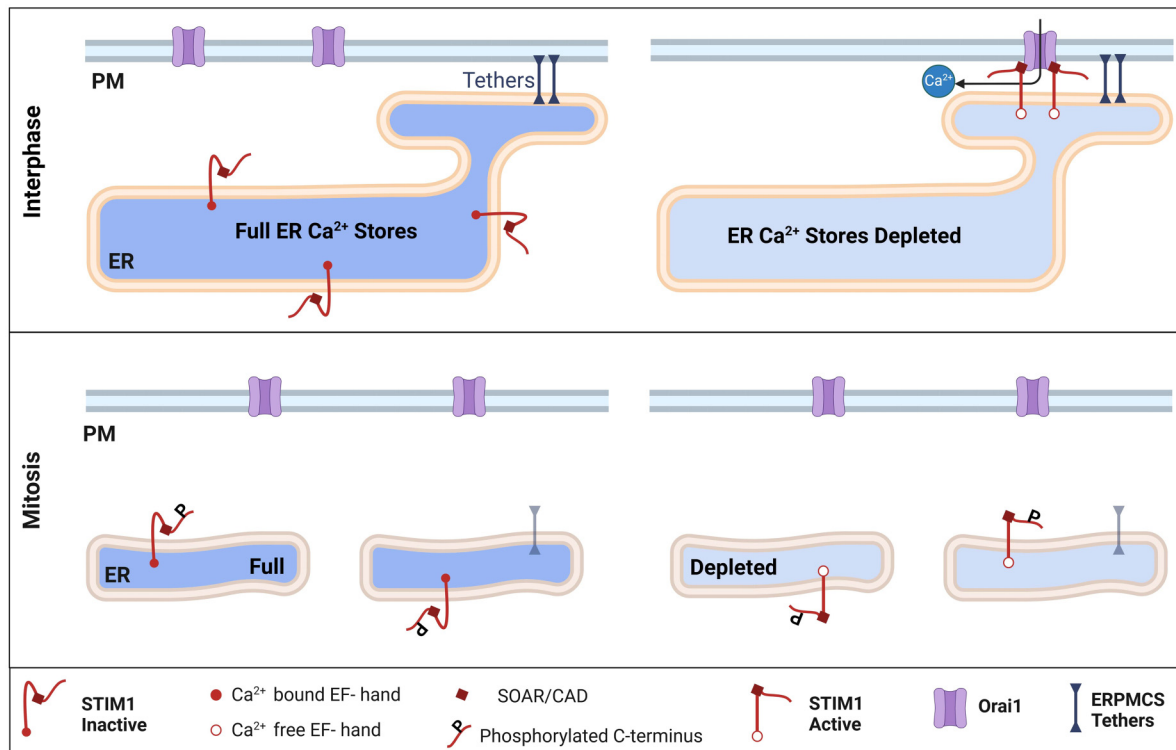 Interphase
PM
Tethers
Full ER Ca²⁺ Stores
ER
Ca²⁺
ER Ca²⁺ Stores Depleted
Mitosis
PM
P
ER
Full
P
Depleted
P
P
STIM1
Inactive
Ca²⁺ bound EF- hand
Ca²⁺ free EF- hand
SOAR/CAD
P
Phosphorylated C-terminus
STIM1
Active
Orai1
ERPMCS
Tethers